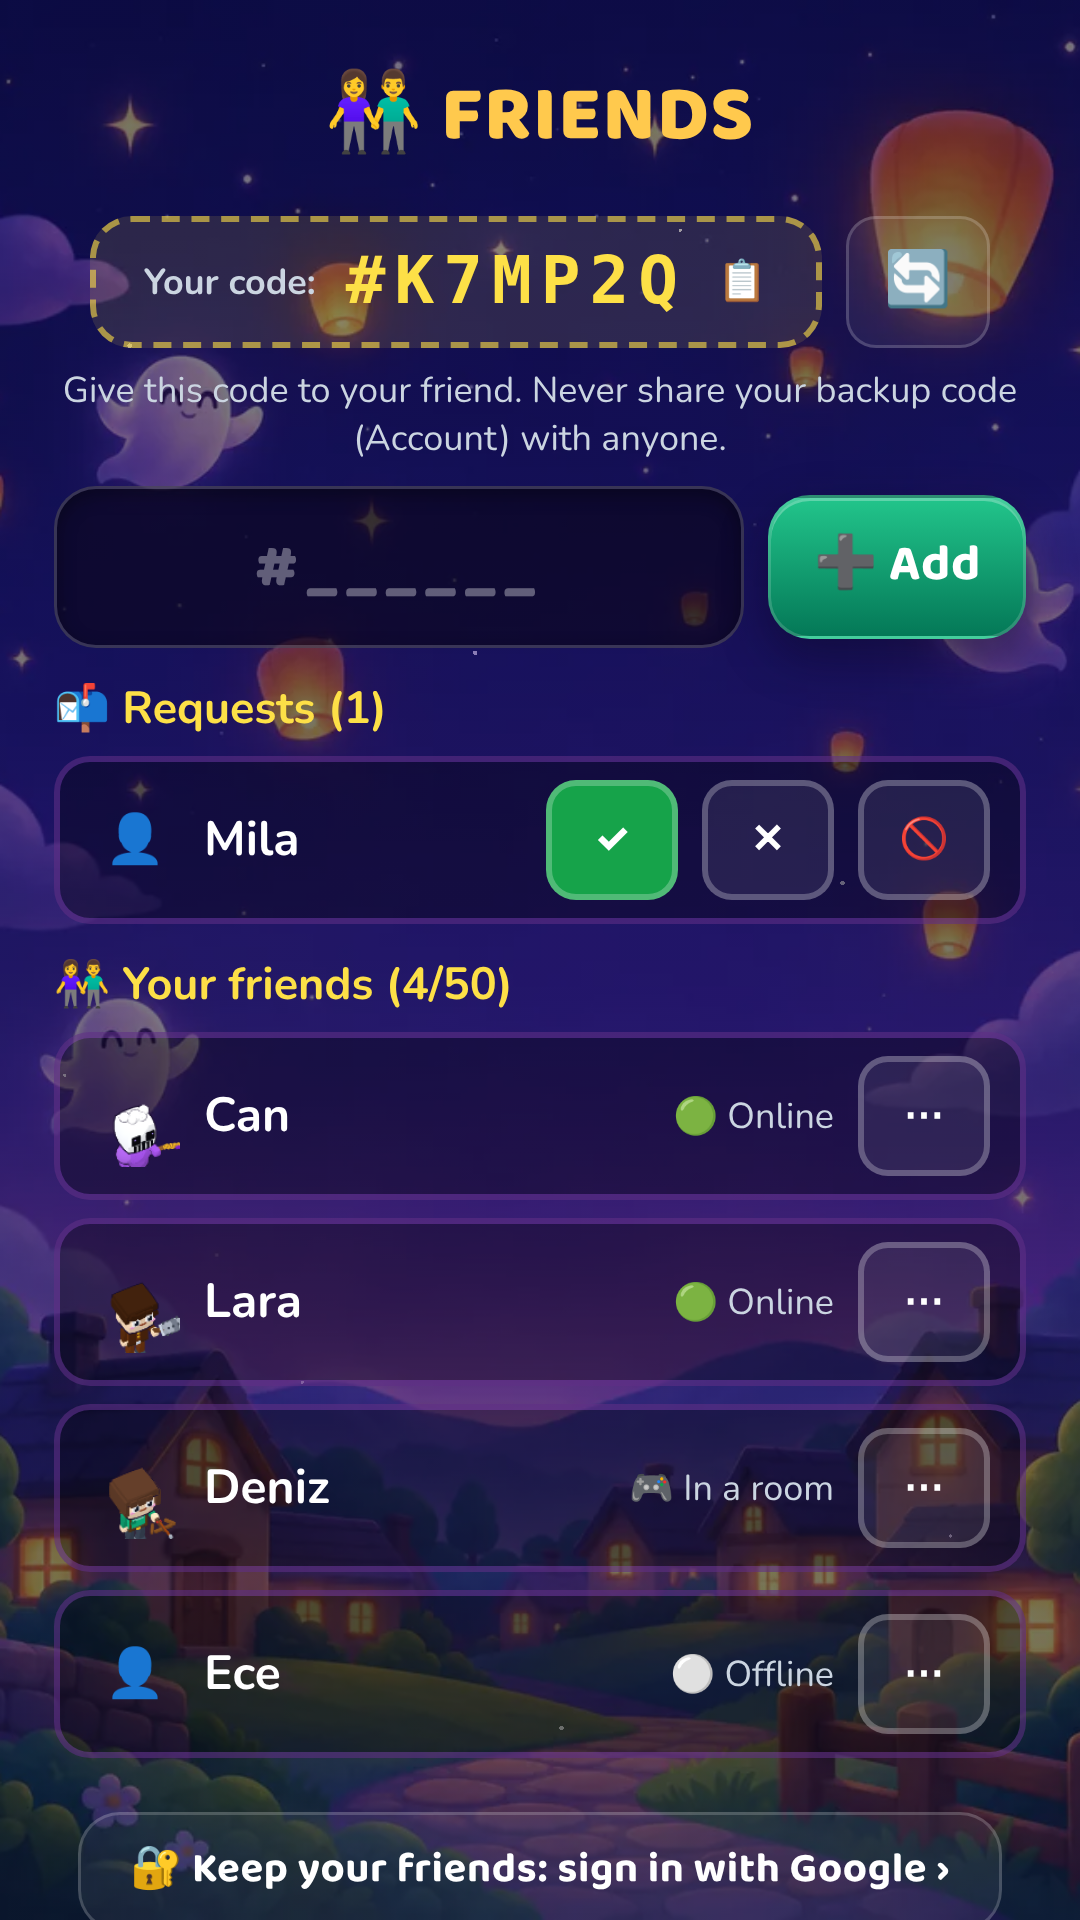 FRIENDS
Your code: #K7MP2Q
Give this code to your friend. Never share your backup code
(Account) with anyone.
#______
Add
Requests (1)
Mila
Your friends (4/50)
Can
Online
...
Lara
Online
...
Deniz
In a room
...
Ece
Offline
...
Keep your friends: sign in with Google ›